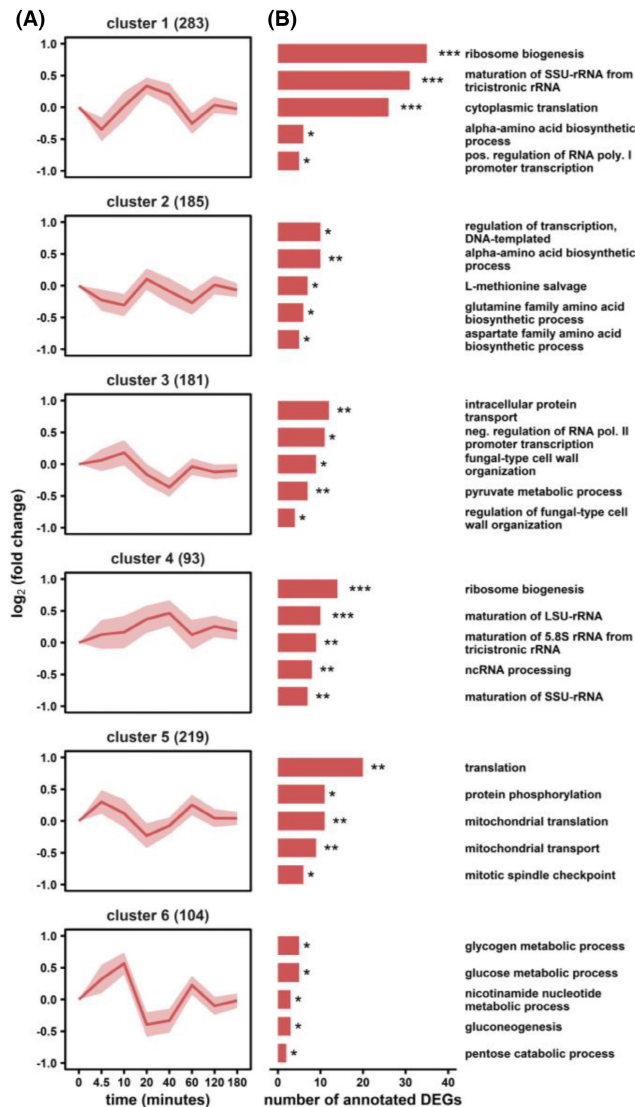 (A)
(B)
cluster 1 (283)
1.0
0.5
0.0
-0.5
-1.0
***
ribosome biogenesis
***
maturation of SSU-rRNA from
tricistronic rRNA
***
cytoplasmic translation
*
alpha-amino acid biosynthetic
process
*
pos. regulation of RNA poly. I
promoter transcription
cluster 2 (185)
1.0
0.5
0.0
-0.5
-1.0
*
regulation of transcription,
DNA-templated
**
alpha-amino acid biosynthetic
process
*
L-methionine salvage
*
glutamine family amino acid
biosynthetic process
*
aspartate family amino acid
biosynthetic process
cluster 3 (181)
1.0
0.5
0.0
-0.5
-1.0
**
intracellular protein
transport
*
neg. regulation of RNA pol. II
promoter transcription
*
fungal-type cell wall
organization
**
pyruvate metabolic process
*
regulation of fungal-type cell
wall organization
log2 (fold change)
cluster 4 (93)
1.0
0.5
0.0
-0.5
-1.0
***
ribosome biogenesis
***
maturation of LSU-rRNA
**
maturation of 5.8S rRNA from
tricistronic rRNA
**
ncRNA processing
**
maturation of SSU-rRNA
cluster 5 (219)
1.0
0.5
0.0
-0.5
-1.0
**
translation
*
protein phosphorylation
**
mitochondrial translation
**
mitochondrial transport
*
mitotic spindle checkpoint
cluster 6 (104)
1.0
0.5
0.0
-0.5
-1.0
*
glycogen metabolic process
*
glucose metabolic process
*
nicotinamide nucleotide
metabolic process
*
gluconeogenesis
*
pentose catabolic process
0 4.5 10 20 40 60 120 180
time (minutes)
0 10 20 30 40
number of annotated DEGs